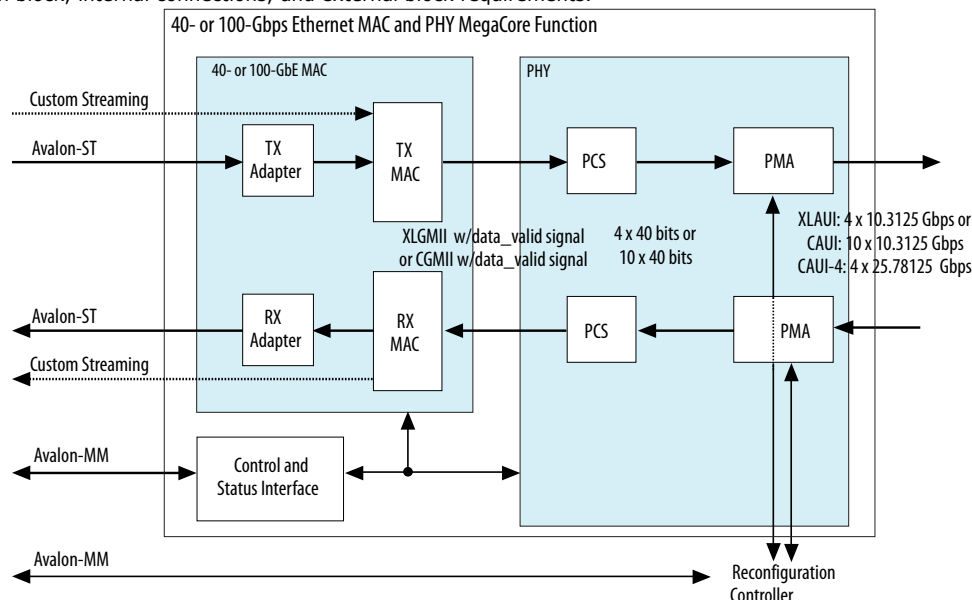 40- or 100-Gbps Ethernet MAC and PHY MegaCore Function
40- or 100-GbE MAC
PHY
Custom Streaming
Avalon-ST
TX
Adapter
TX
MAC
PCS
PMA
XLGMII w/data_valid signal
or CGMII w/data_valid signal
4 x 40 bits or
10 x 40 bits
XLAUI: 4 x 10.3125 Gbps or
CAUI: 10 x 10.3125 Gbps
CAUI-4: 4 x 25.78125 Gbps
Avalon-ST
RX
Adapter
RX
MAC
PCS
PMA
Custom Streaming
Avalon-MM
Control and
Status Interface
Avalon-MM
Reconfiguration
Controller